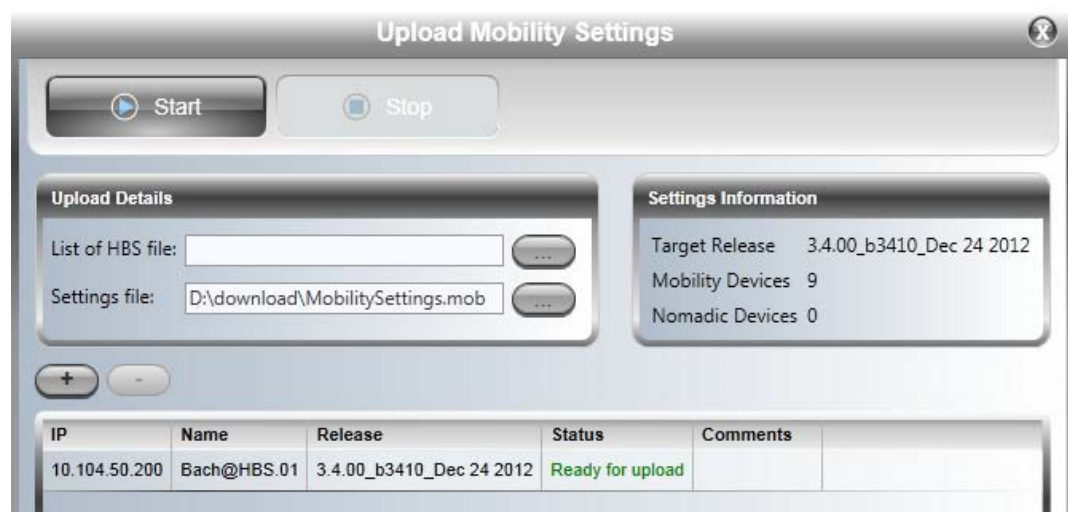 Upload Mobility Settings
X
Start
Stop
Upload Details
List of HBS file:
...
Settings file:
D:\download\MobilitySettings.mob
...
Settings Information
Target Release 3.4.00_b3410_Dec 24 2012
Mobility Devices 9
Nomadic Devices 0
+
-
IP Name Release Status Comments
10.104.50.200 Bach@HBS.01 3.4.00_b3410_Dec 24 2012 Ready for upload